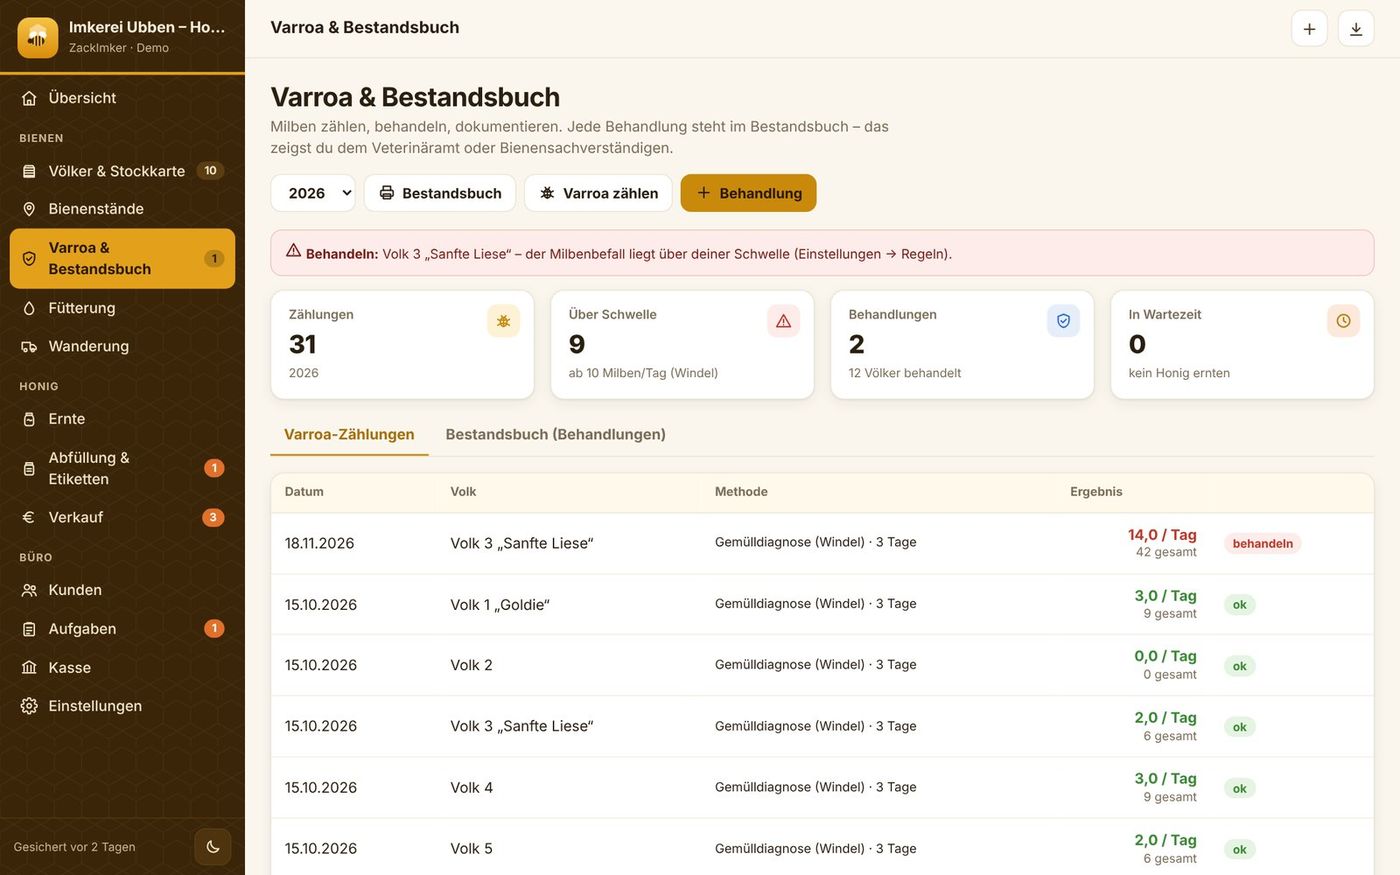 Imkerei Ubben – Ho...
ZackImker · Demo
Übersicht
BIENEN
Völker & Stockkarte 10
Bienenstände
Varroa &
Bestandsbuch 1
Fütterung
Wanderung
HONIG
Ernte
Abfüllung &
Etiketten 1
Verkauf 3
BÜRO
Kunden
Aufgaben 1
Kasse
Einstellungen
Gesichert vor 2 Tagen
Varroa & Bestandsbuch
Varroa & Bestandsbuch
Milben zählen, behandeln, dokumentieren. Jede Behandlung steht im Bestandsbuch – das
zeigst du dem Veterinäramt oder Bienensachverständigen.
2026 Bestandsbuch Varroa zählen + Behandlung
Behandeln: Volk 3 „Sanfte Liese“ – der Milbenbefall liegt über deiner Schwelle (Einstellungen → Regeln).
Zählungen
31
2026
Über Schwelle
9
ab 10 Milben/Tag (Windel)
Behandlungen
2
12 Völker behandelt
In Wartezeit
0
kein Honig ernten
Varroa-Zählungen Bestandsbuch (Behandlungen)
Datum Volk Methode Ergebnis
18.11.2026 Volk 3 „Sanfte Liese“ Gemülldiagnose (Windel) · 3 Tage 14,0 / Tag behandeln
42 gesamt
15.10.2026 Volk 1 „Goldie“ Gemülldiagnose (Windel) · 3 Tage 3,0 / Tag ok
9 gesamt
15.10.2026 Volk 2 Gemülldiagnose (Windel) · 3 Tage 0,0 / Tag ok
0 gesamt
15.10.2026 Volk 3 „Sanfte Liese“ Gemülldiagnose (Windel) · 3 Tage 2,0 / Tag ok
6 gesamt
15.10.2026 Volk 4 Gemülldiagnose (Windel) · 3 Tage 3,0 / Tag ok
9 gesamt
15.10.2026 Volk 5 Gemülldiagnose (Windel) · 3 Tage 2,0 / Tag ok
6 gesamt